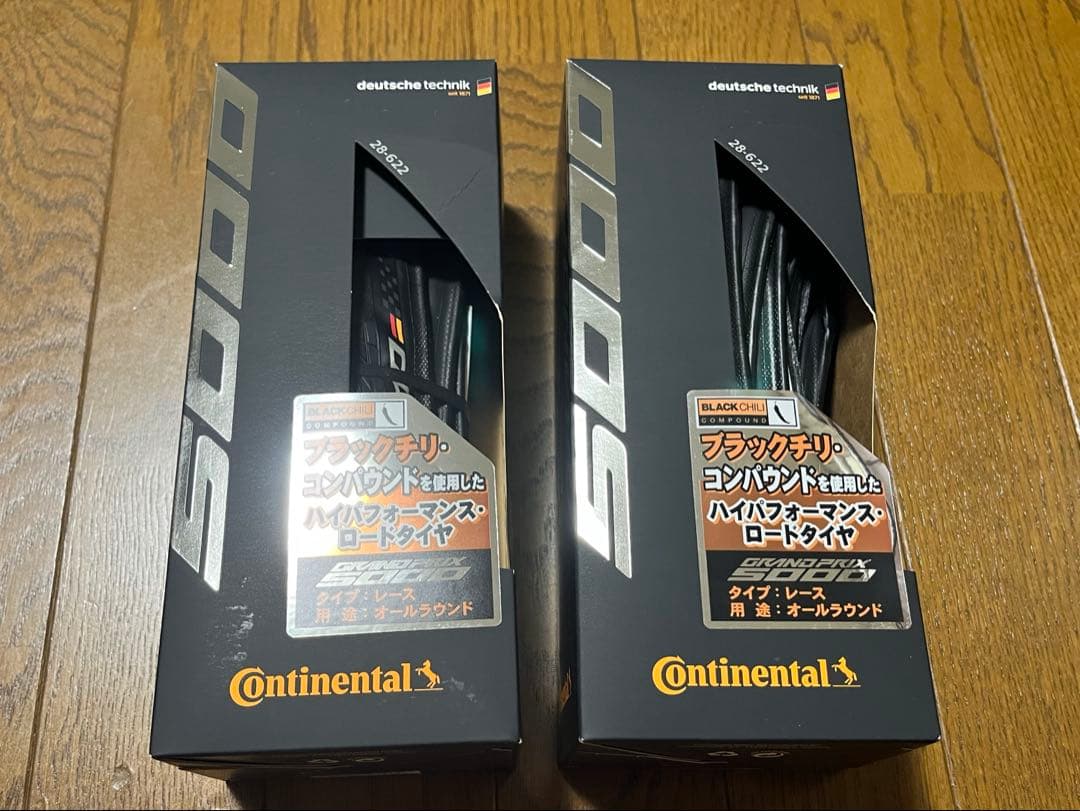 deutsche technik
seit 1871
28-622
5000
BLACKCHILI
COMPOUND
ブラックチリ・
コンパウンドを使用した
ハイパフォーマンス・
ロードタイヤ
GRAND PRIX
5000
タイプ：レース
用 途：オールラウンド
Continental
deutsche technik
seit 1871
28-622
5000
BLACKCHILI
COMPOUND
ブラックチリ・
コンパウンドを使用した
ハイパフォーマンス・
ロードタイヤ
GRAND PRIX
5000
タイプ：レース
用 途：オールラウンド
Continental